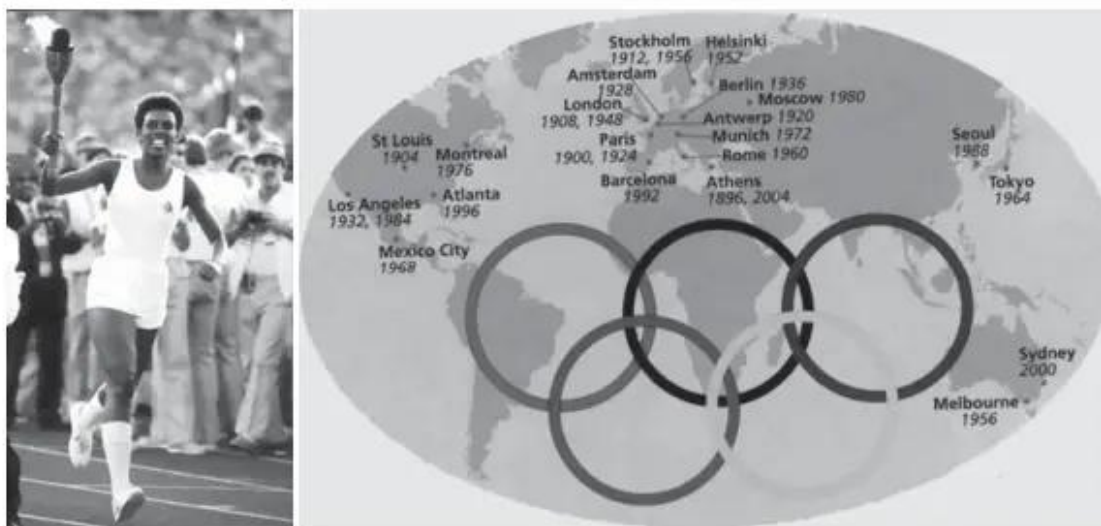 Stockholm
1912, 1956
Helsinki
1952
Amsterdam
1928
Berlin 1936
Moscow 1980
London
1908, 1948
Antwerp 1920
Paris
1900, 1924
Munich
1972
Rome 1960
Barcelona
1992
Athens
1896, 2004
St Louis
1904
Montreal
1976
Los Angeles
1932, 1984
Atlanta
1996
Mexico City
1968
Seoul
1988
Tokyo
1964
Sydney
2000
Melbourne
1956